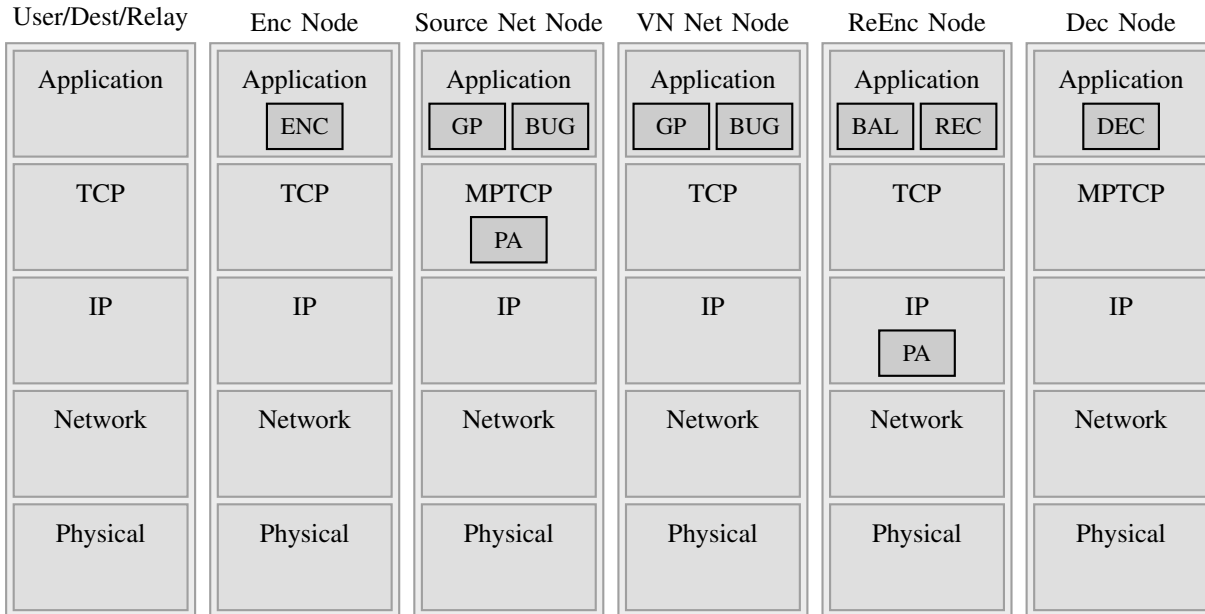 User/Dest/Relay Enc Node Source Net Node VN Net Node ReEnc Node Dec Node
Application Application Application Application Application Application
ENC GP BUG GP BUG BAL REC DEC
TCP TCP MPTCP TCP TCP MPTCP
PA
IP IP IP IP IP IP
PA
Network Network Network Network Network Network
Physical Physical Physical Physical Physical Physical